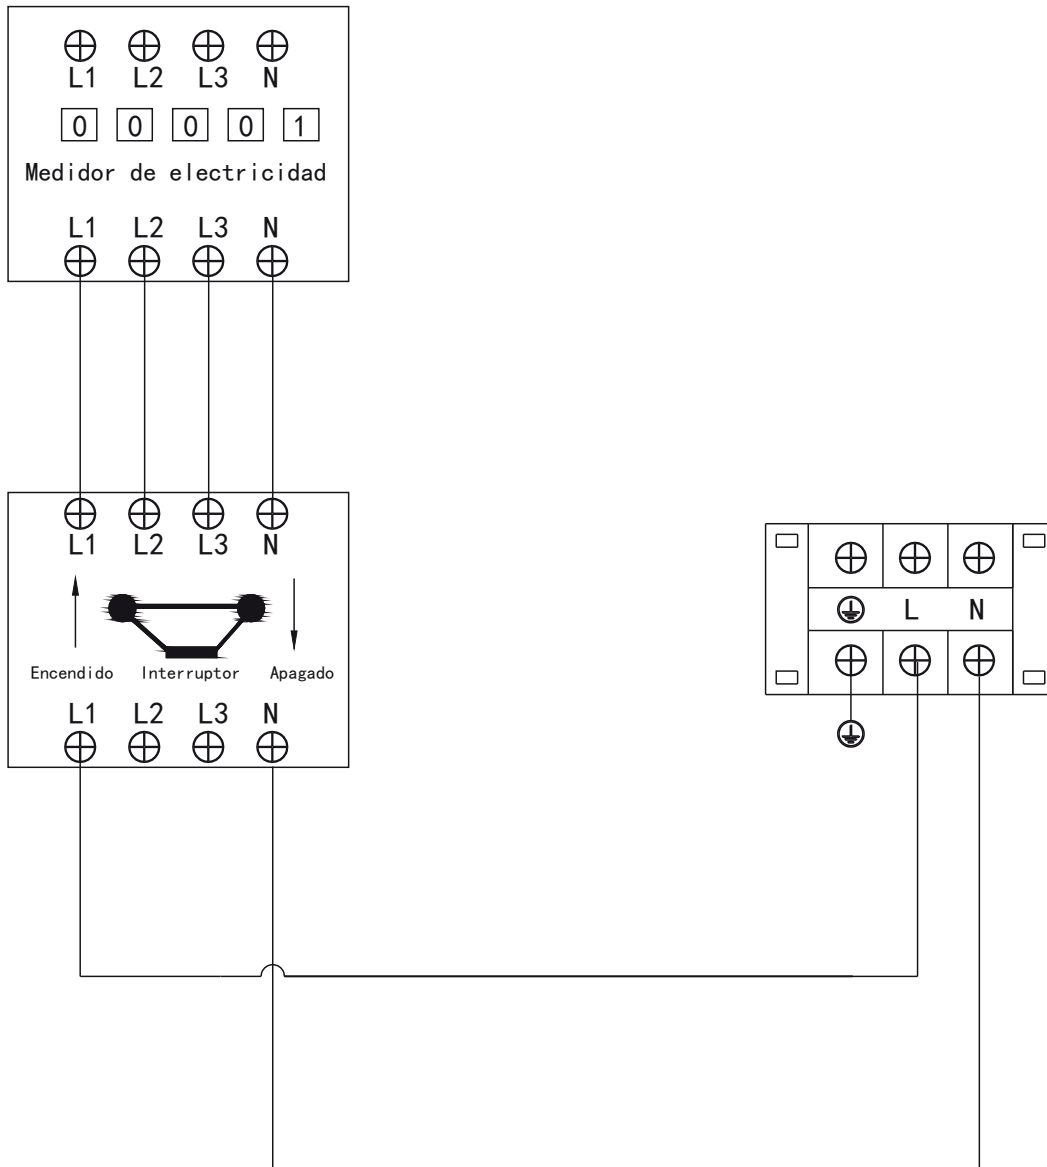 L1 L2 L3 N
0 0 0 0 1
Medidor de electricidad
L1 L2 L3 N
L1 L2 L3 N
Encendido Interruptor Apagado
L1 L2 L3 N
L N